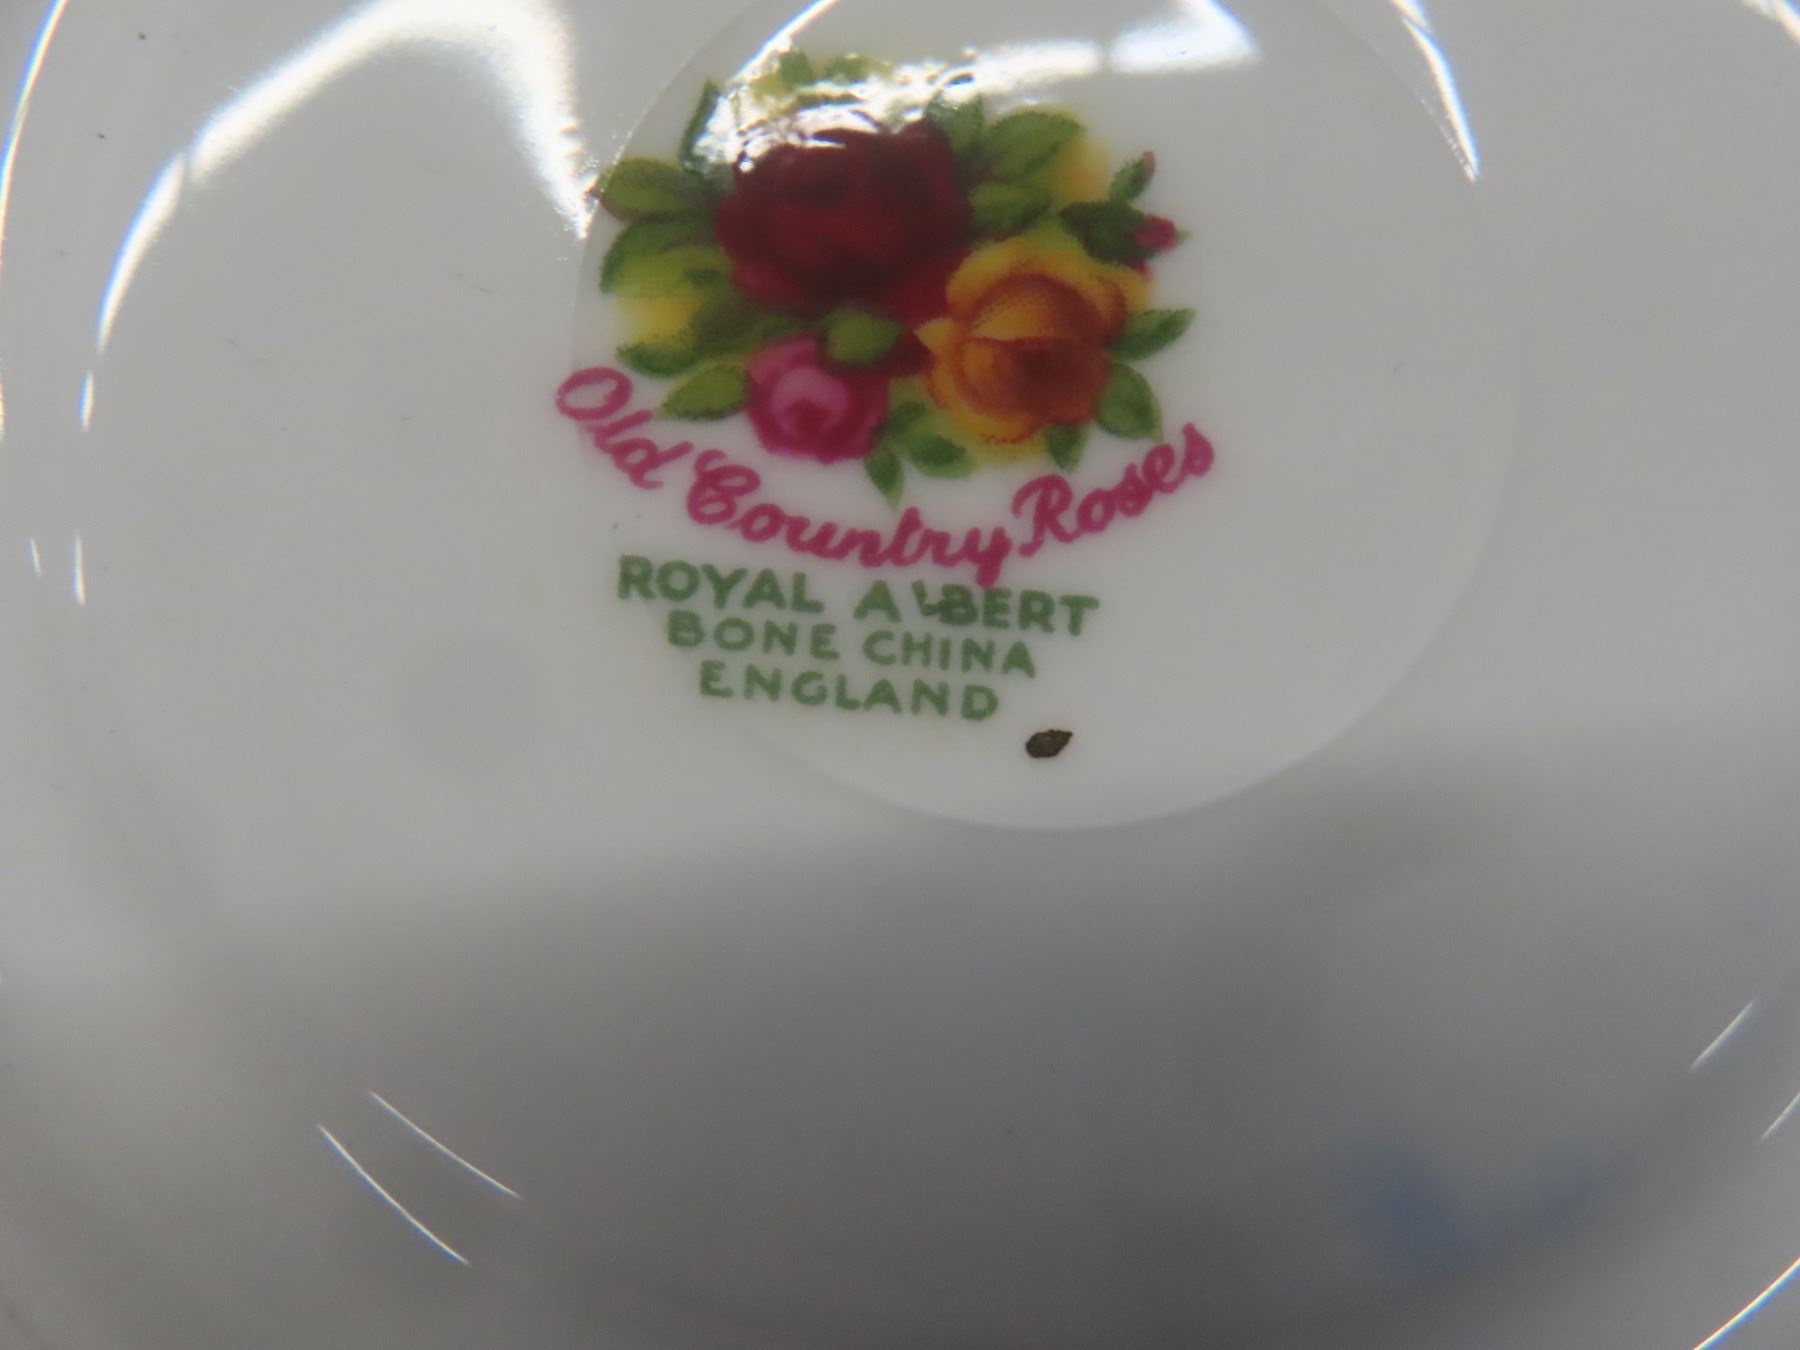 Old Country Roses
ROYAL ALBERT
BONE CHINA
ENGLAND